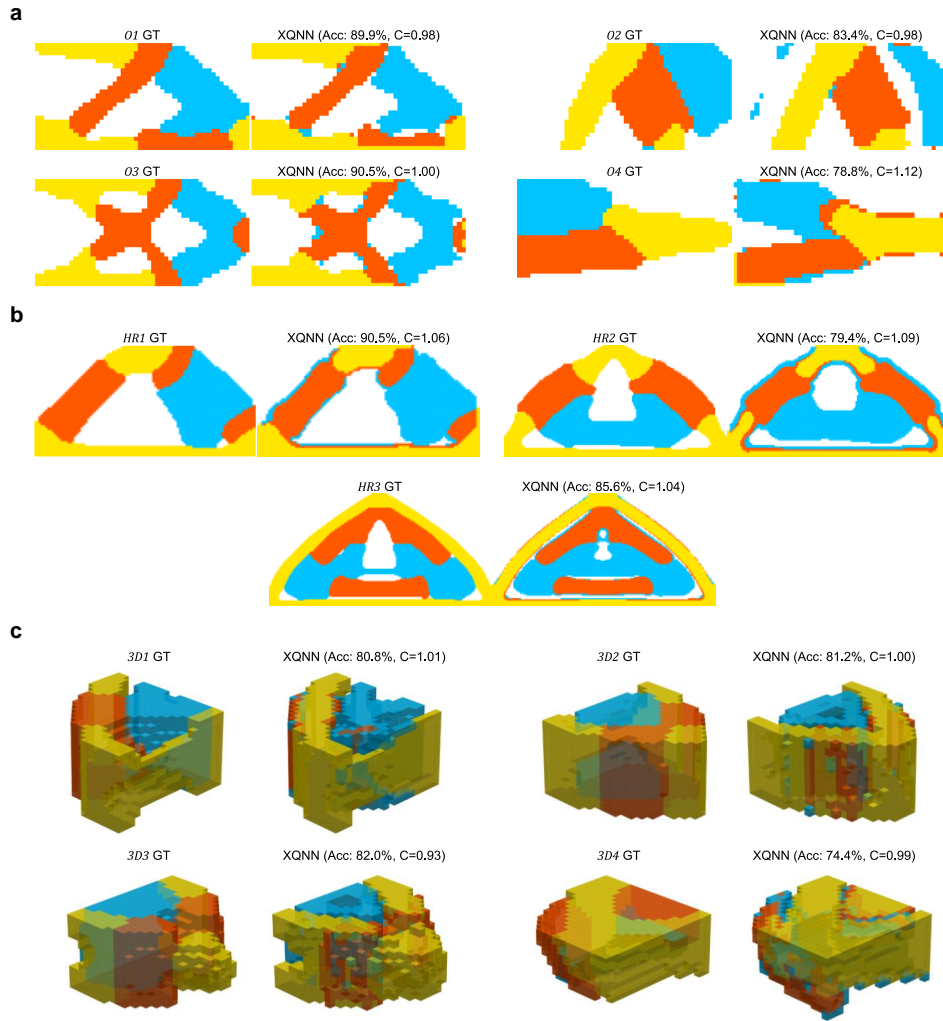 a
O1 GT
XQNN (Acc: 89.9%, C=0.98)
O2 GT
XQNN (Acc: 83.4%, C=0.98)
O3 GT
XQNN (Acc: 90.5%, C=1.00)
O4 GT
XQNN (Acc: 78.8%, C=1.12)
b
HR1 GT
XQNN (Acc: 90.5%, C=1.06)
HR2 GT
XQNN (Acc: 79.4%, C=1.09)
HR3 GT
XQNN (Acc: 85.6%, C=1.04)
c
3D1 GT
XQNN (Acc: 80.8%, C=1.01)
3D2 GT
XQNN (Acc: 81.2%, C=1.00)
3D3 GT
XQNN (Acc: 82.0%, C=0.93)
3D4 GT
XQNN (Acc: 74.4%, C=0.99)